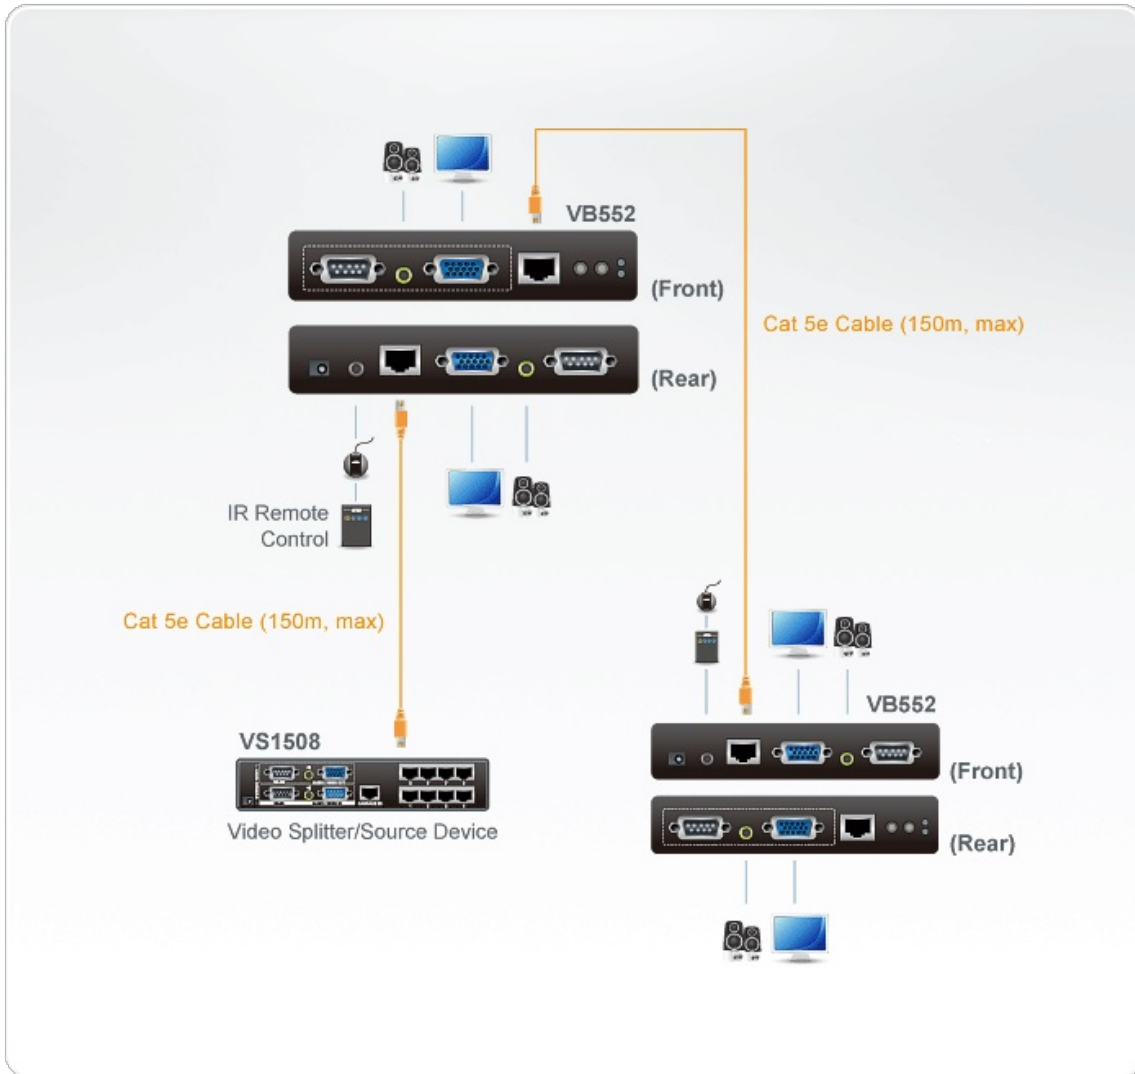 VB552
(Front)
Cat 5e Cable (150m, max)
(Rear)
IR Remote
Control
Cat 5e Cable (150m, max)
VB552
VS1508
(Front)
Video Splitter/Source Device
(Rear)